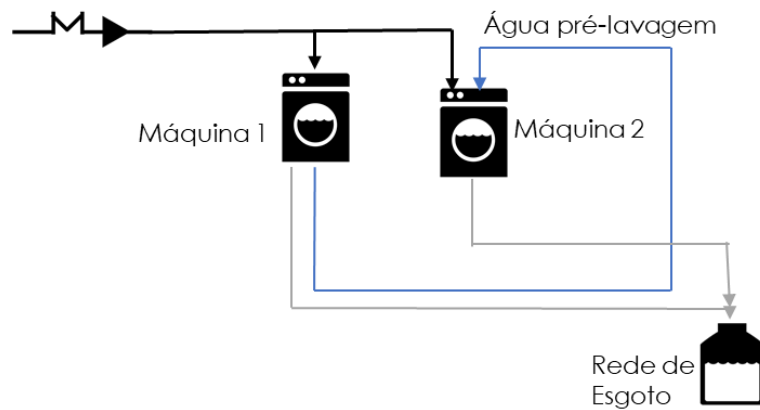 Água pré-lavagem
Máquina 1
Máquina 2
Rede de
Esgoto